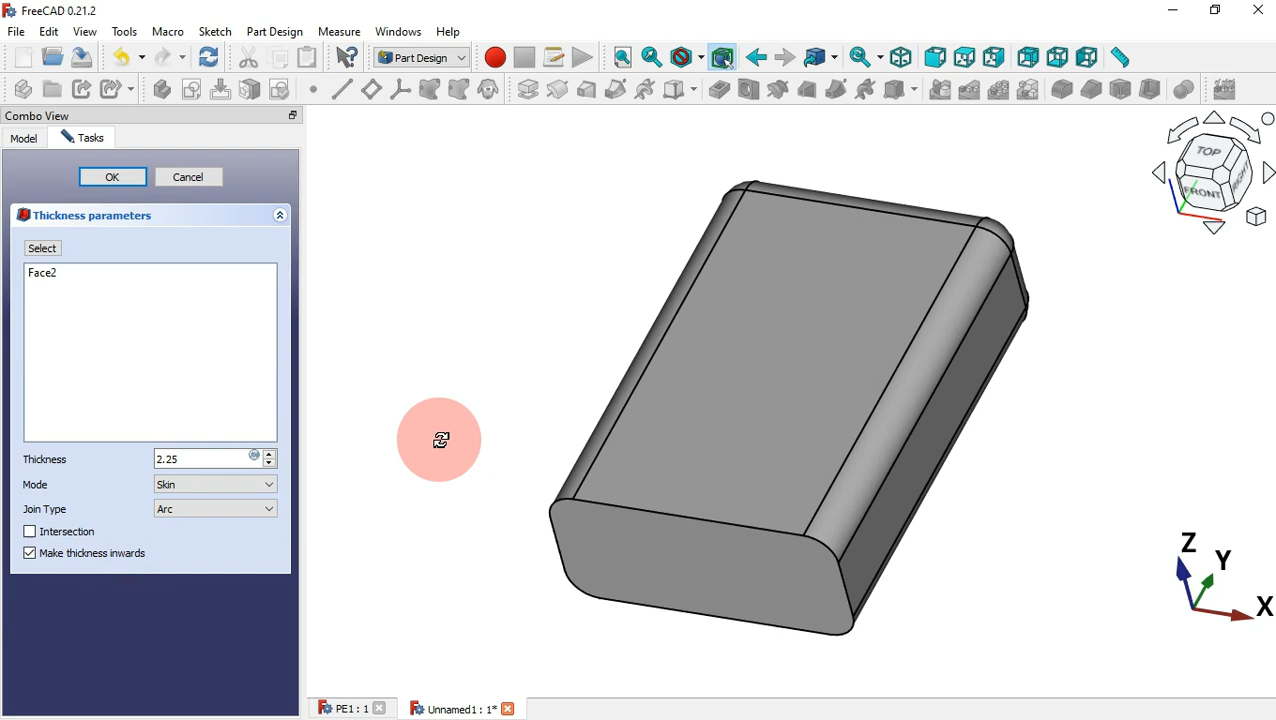 FreeCAD 0.21.2
File Edit View Tools Macro Sketch Part Design Measure Windows Help
Part Design
Combo View
Model Tasks
OK Cancel
Thickness parameters
Select
Face2
Thickness 2.25
Mode Skin
Join Type Arc
Intersection
Make thickness inwards
TOP
FRONT
RIGHT
Z
Y
X
PE1 : 1
Unnamed1 : 1*